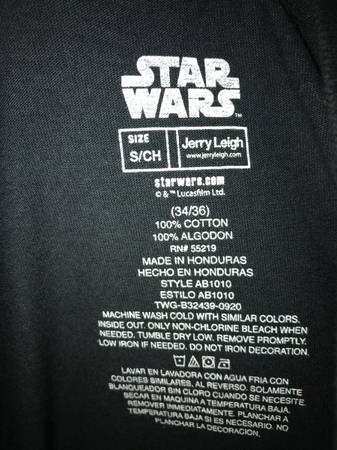 STAR
WARS™
SIZE
S/CH
Jerry Leigh
www.jerryleigh.com
starwars.com
© & ™ Lucasfilm Ltd.
(34/36)
100% COTTON
100% ALGODON
RN# 55219
MADE IN HONDURAS
HECHO EN HONDURAS
STYLE AB1010
ESTILO AB1010
TWG-B32439-0920
MACHINE WASH COLD WITH SIMILAR COLORS.
INSIDE OUT. ONLY NON-CHLORINE BLEACH WHEN
NEEDED. TUMBLE DRY LOW. REMOVE PROMPTLY.
LOW IRON IF NEEDED. DO NOT IRON DECORATION.
LAVAR EN LAVADORA CON AGUA FRIA CON
COLORES SIMILARES, AL REVERSO. SOLAMENTE
BLANQUEADOR SIN CLORO CUANDO SE NECESITE.
SECAR EN MAQUINA A TEMPERATURA BAJA.
REMOVER INMEDIATAMENTE. PLANCHAR A
TEMPERATURA BAJA SI ES NECESARIO. NO
PLANCHAR LA DECORACION.